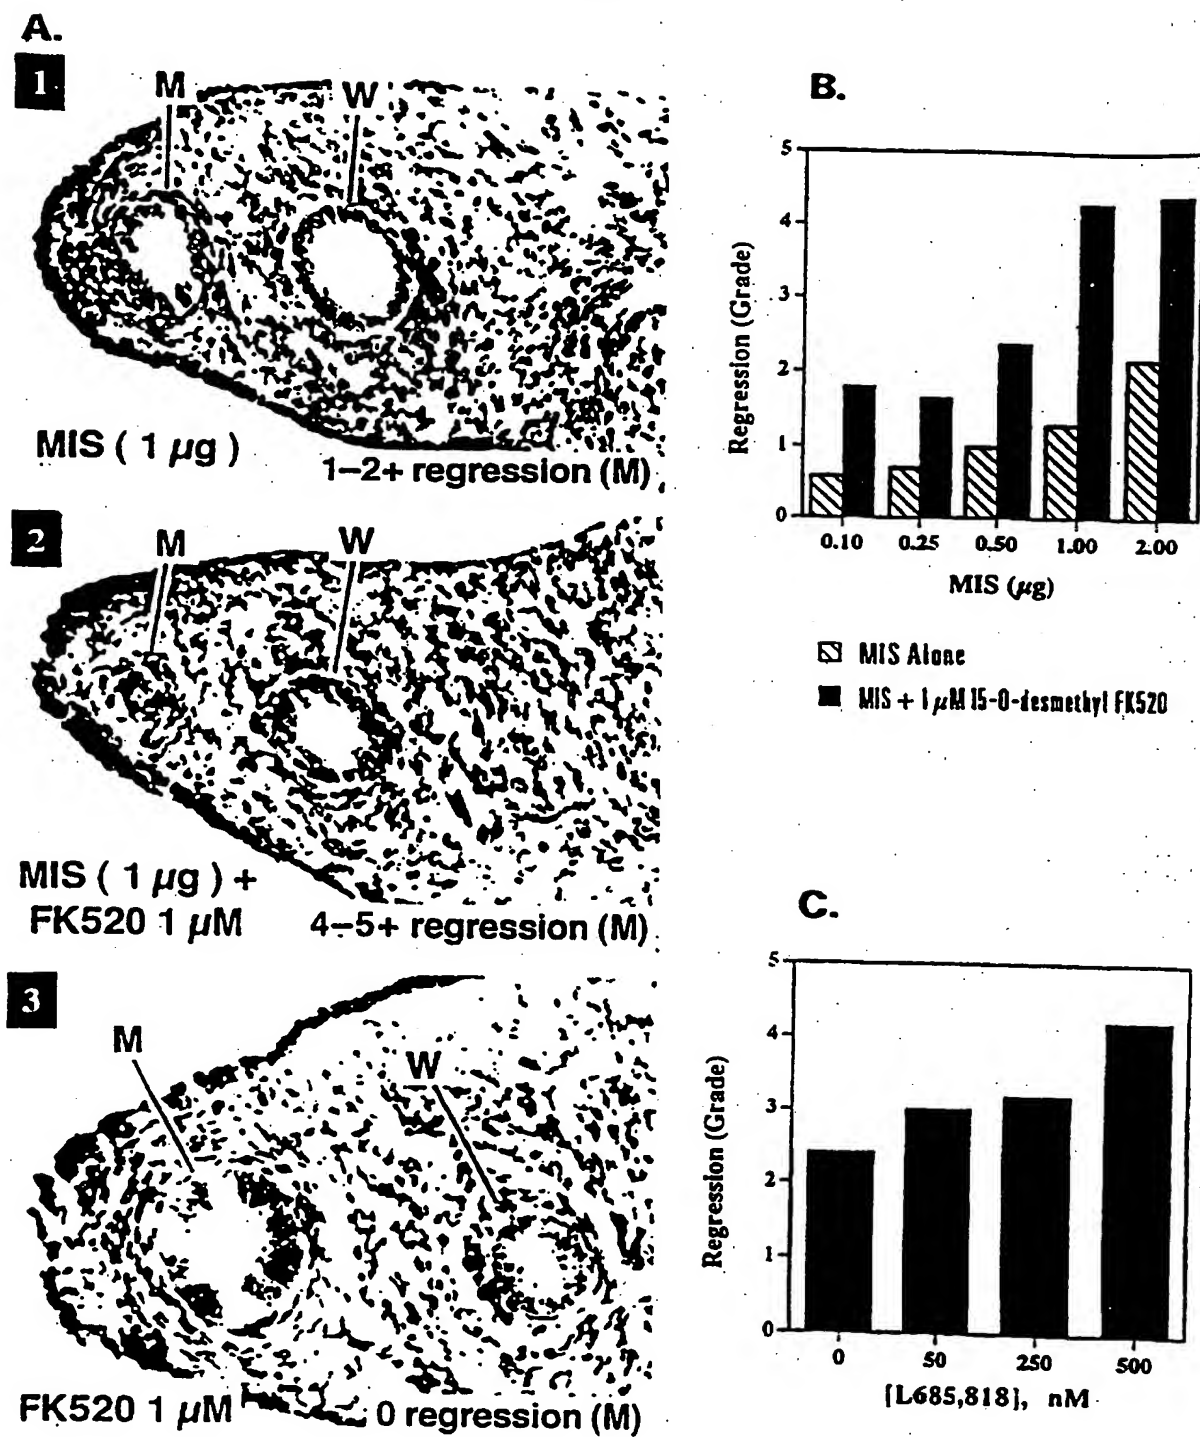 A.
1
M
W
MIS ( 1 μg )
1–2+ regression (M)
2
M
W
MIS ( 1 μg ) +
FK520 1 μM
4–5+ regression (M)
3
M
W
FK520 1 μM
0 regression (M)
B.
5
4
3
2
1
0
Regression (Grade)
0.10 0.25 0.50 1.00 2.00
MIS (μg)
MIS Alone
MIS + 1 μM 15-O-desmethyl FK520
C.
5
4
3
2
1
0
Regression (Grade)
0 50 250 500
[L685,818], nM